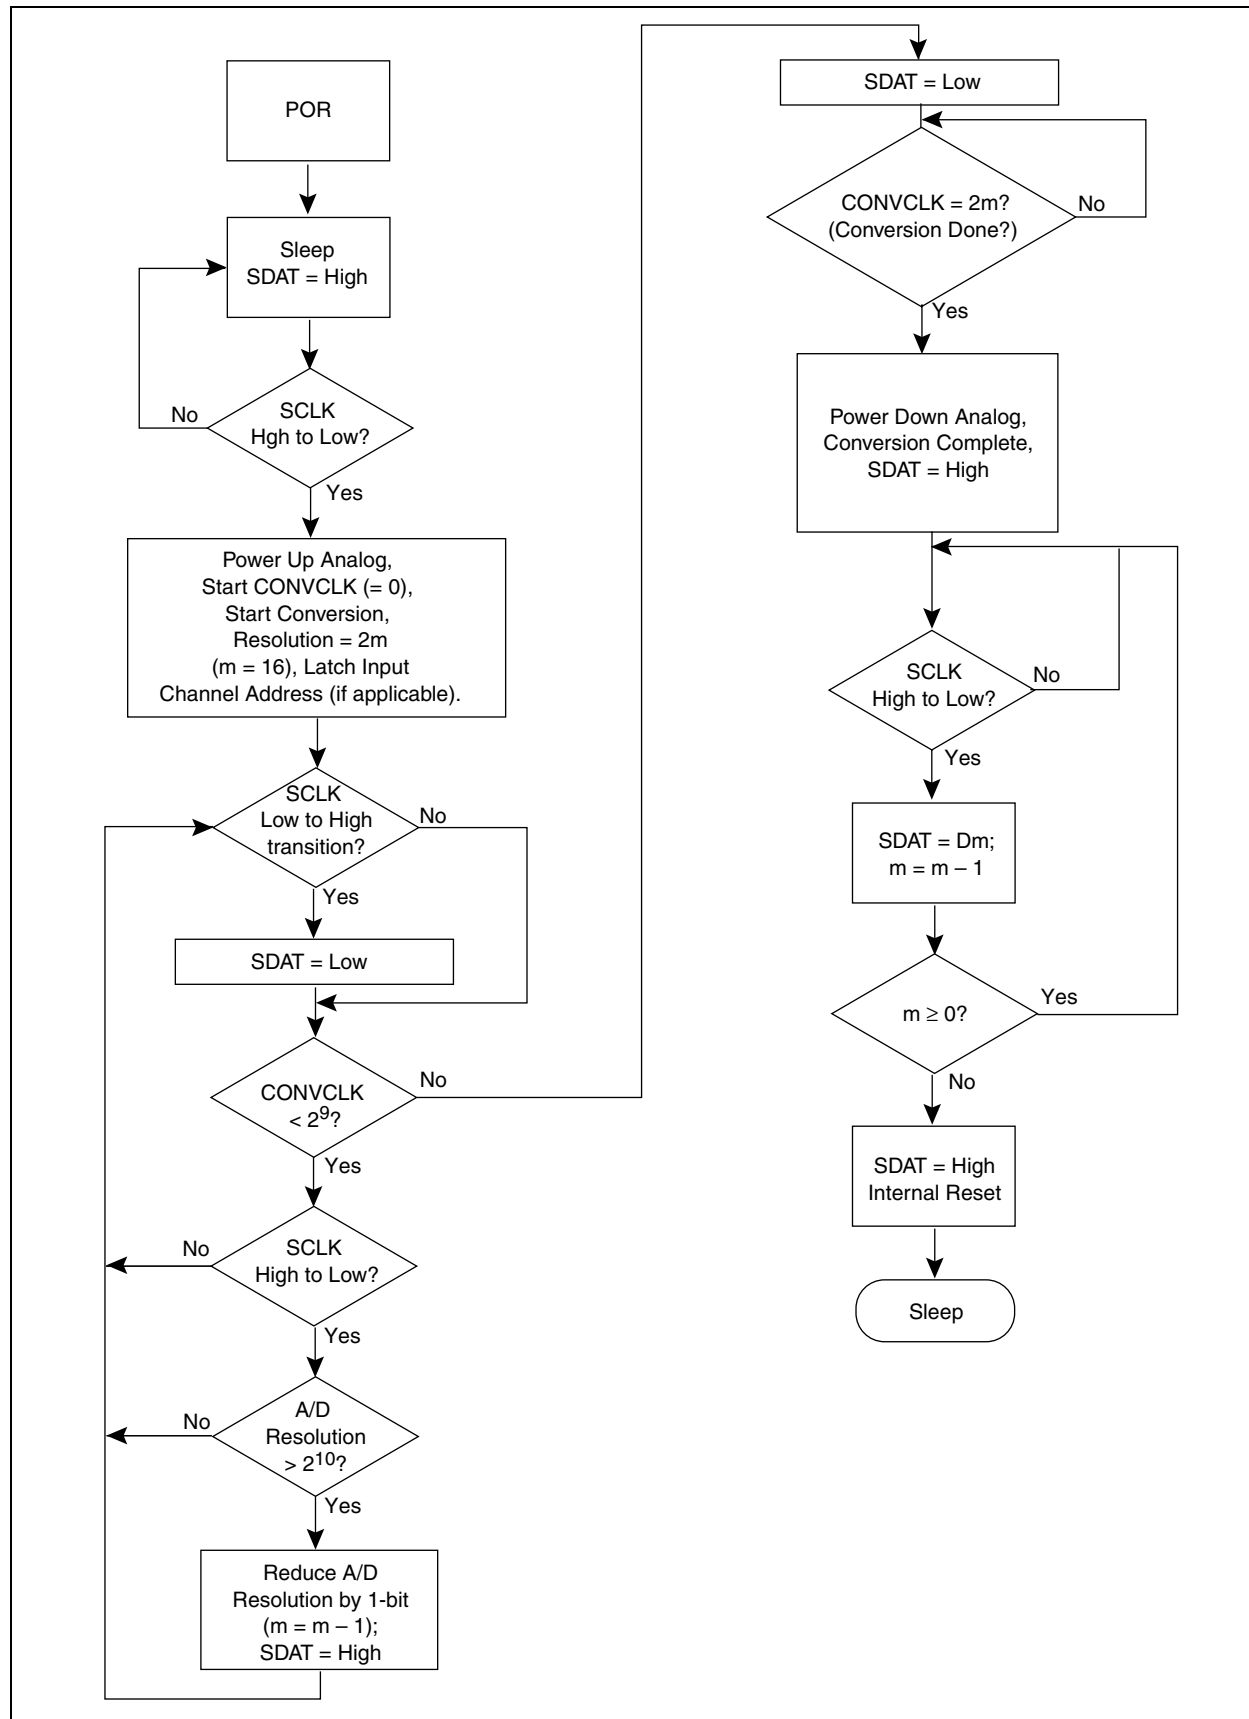 POR
Sleep
SDAT = High
SCLK
Hgh to Low?
No
Yes
Power Up Analog,
Start CONVCLK (= 0),
Start Conversion,
Resolution = 2m
(m = 16), Latch Input
Channel Address (if applicable).
SCLK
Low to High
transition?
No
Yes
SDAT = Low
CONVCLK
< 2⁹?
No
Yes
SCLK
High to Low?
No
Yes
A/D
Resolution
> 2¹⁰?
No
Yes
Reduce A/D
Resolution by 1-bit
(m = m – 1);
SDAT = High
SDAT = Low
CONVCLK = 2m?
(Conversion Done?)
No
Yes
Power Down Analog,
Conversion Complete,
SDAT = High
SCLK
High to Low?
No
Yes
SDAT = Dm;
m = m – 1
m ≥ 0?
Yes
No
SDAT = High
Internal Reset
Sleep